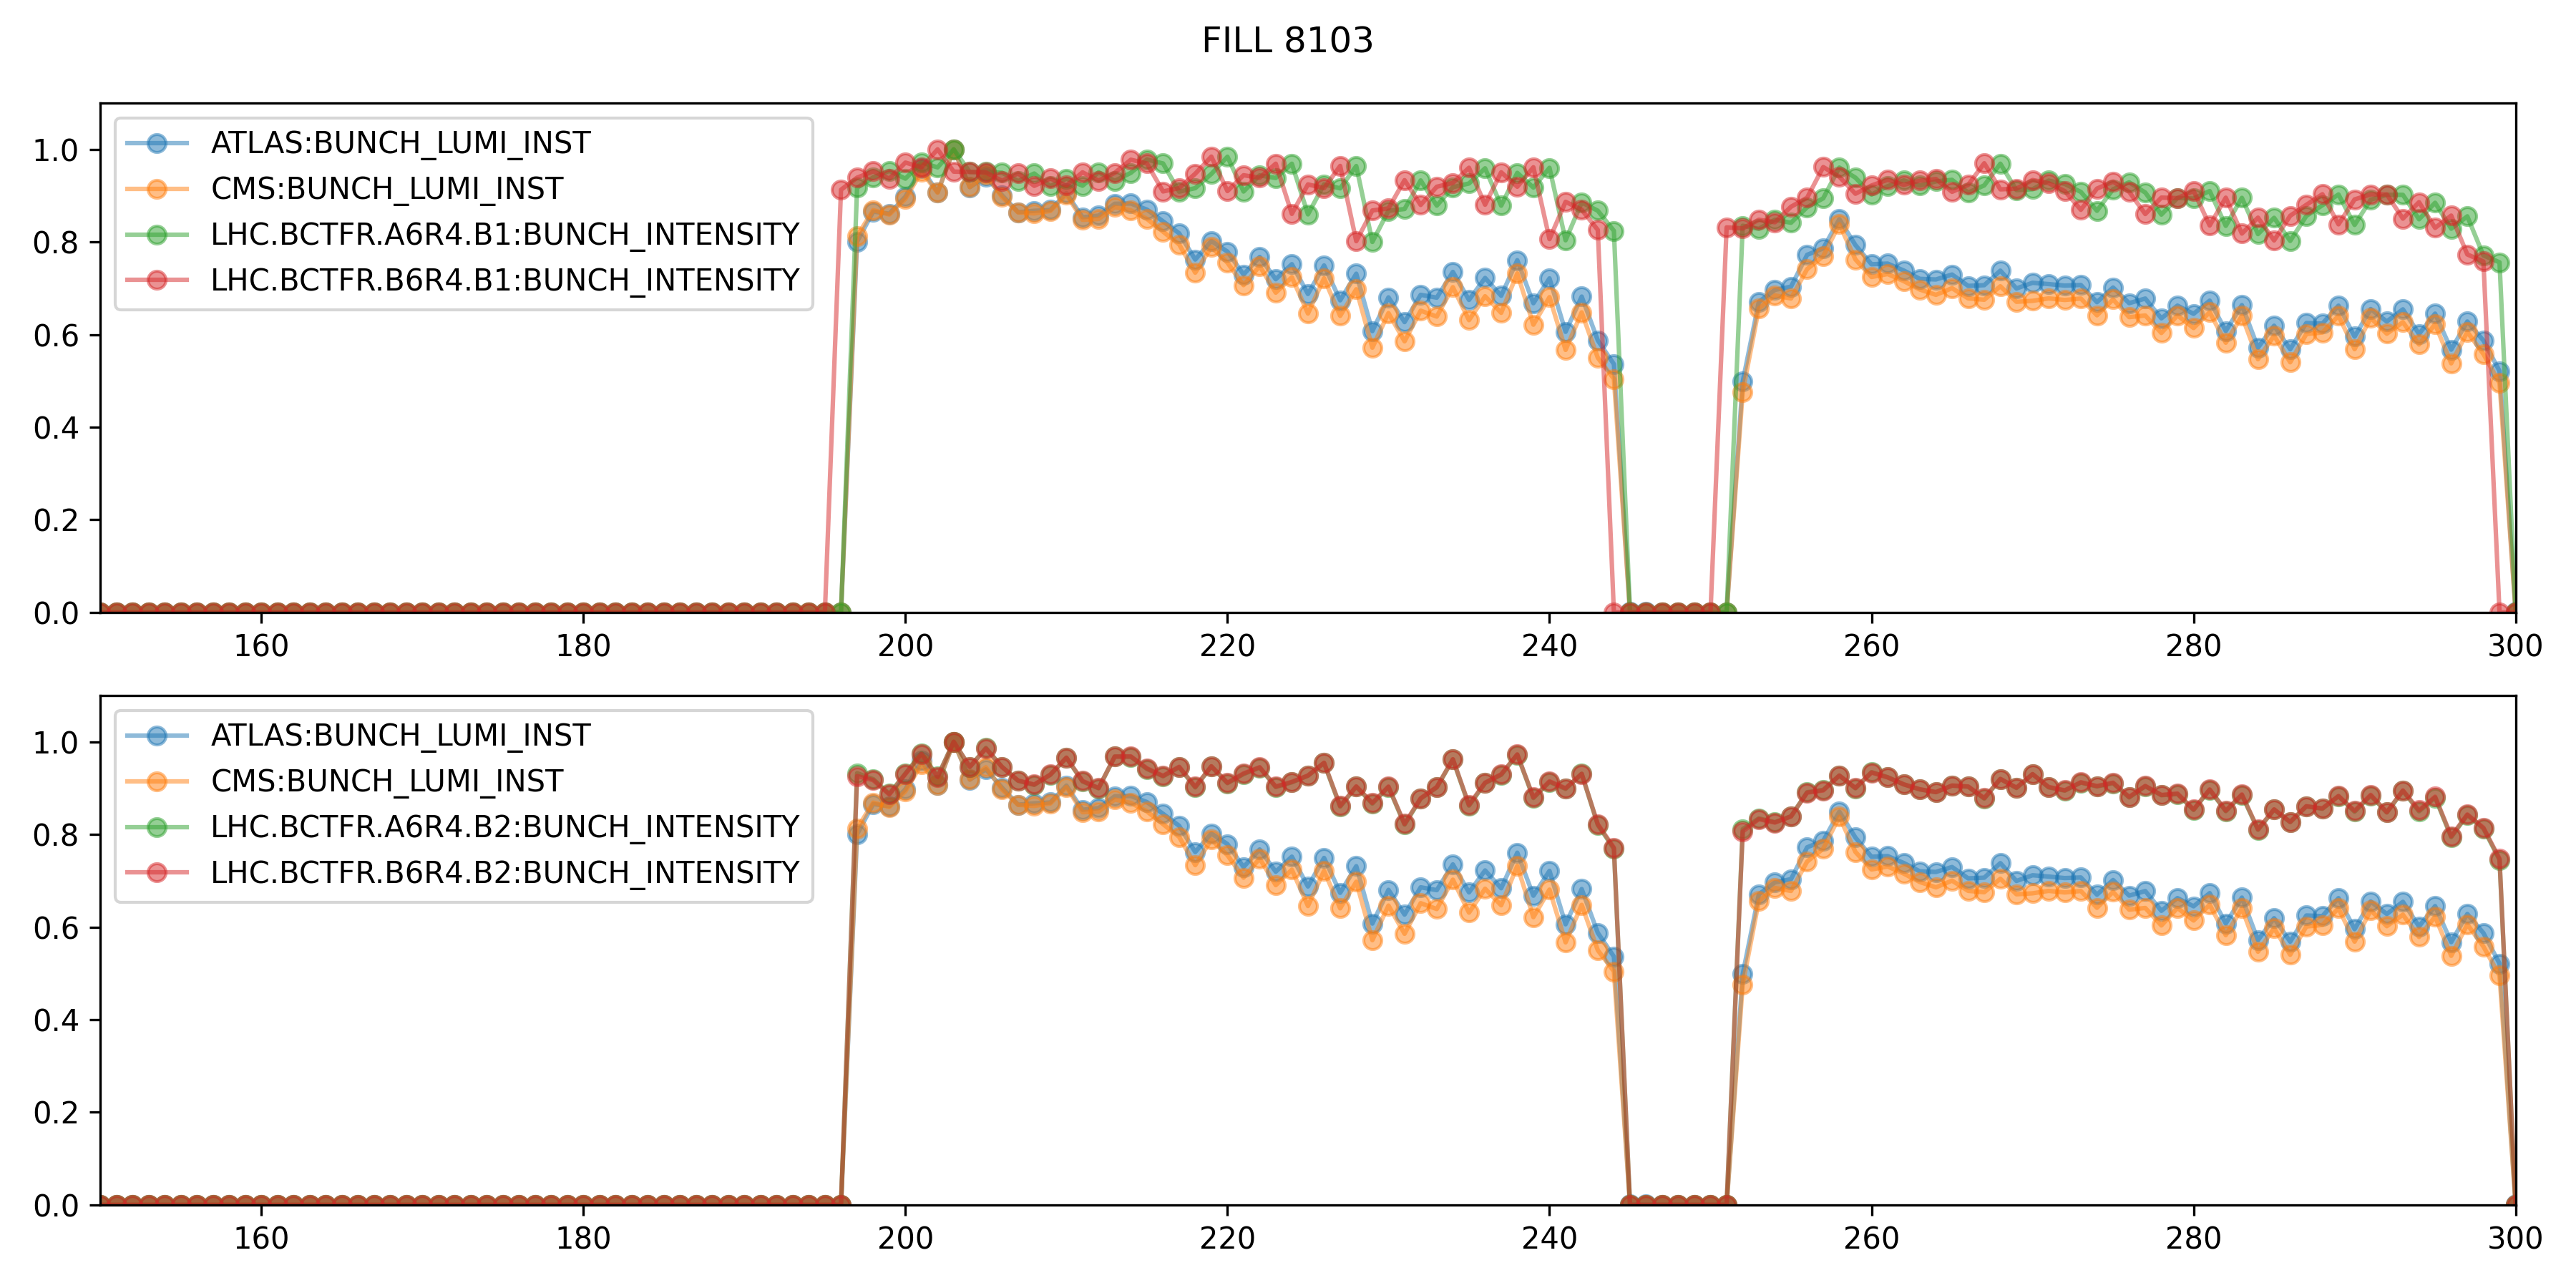 FILL 8103
1.0
0.8
0.6
0.4
0.2
0.0
ATLAS:BUNCH_LUMI_INST
CMS:BUNCH_LUMI_INST
LHC.BCTFR.A6R4.B1:BUNCH_INTENSITY
LHC.BCTFR.B6R4.B1:BUNCH_INTENSITY
160 180 200 220 240 260 280 300
1.0
0.8
0.6
0.4
0.2
0.0
ATLAS:BUNCH_LUMI_INST
CMS:BUNCH_LUMI_INST
LHC.BCTFR.A6R4.B2:BUNCH_INTENSITY
LHC.BCTFR.B6R4.B2:BUNCH_INTENSITY
160 180 200 220 240 260 280 300